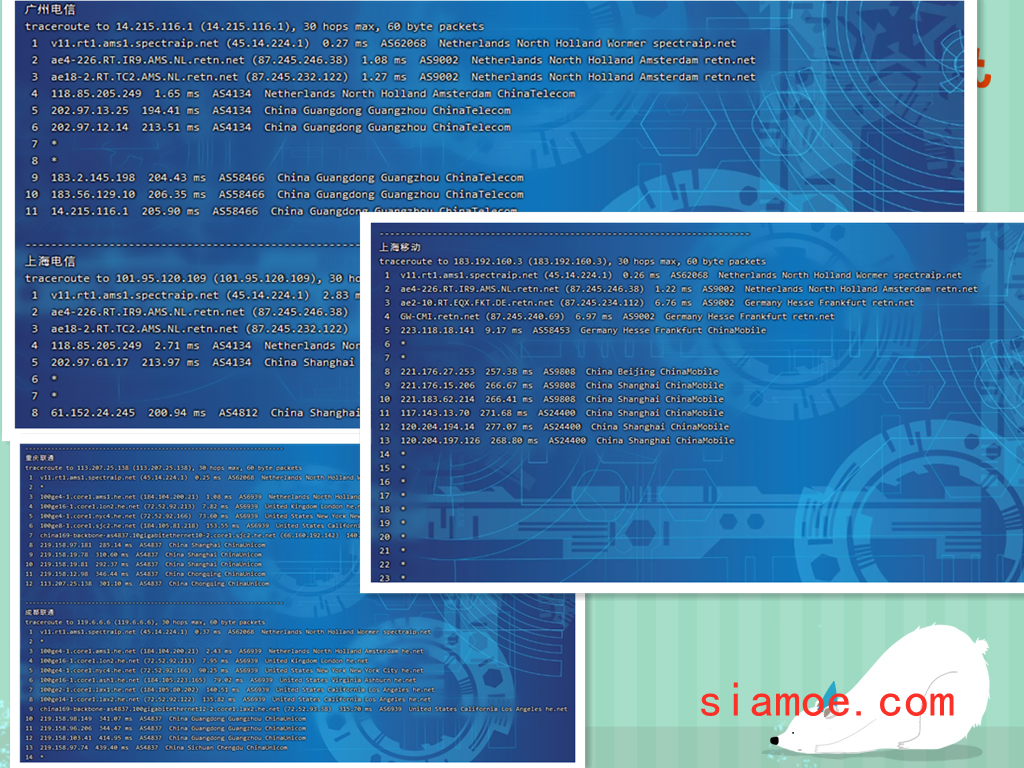 广州电信
traceroute to 14.215.116.1 (14.215.116.1), 30 hops max, 60 byte packets
1 v11.rt1.ams1.spectraip.net (45.14.224.1) 0.27 ms AS62068 Netherlands North Holland Wormer spectraip.net
2 ae4-226.RT.IR9.AMS.NL.retn.net (87.245.246.38) 1.08 ms AS9002 Netherlands North Holland Amsterdam retn.net
3 ae18-2.RT.TC2.AMS.NL.retn.net (87.245.232.122) 1.27 ms AS9002 Netherlands North Holland Amsterdam retn.net
4 118.85.205.249 1.65 ms AS4134 Netherlands North Holland Amsterdam ChinaTelecom
5 202.97.13.25 194.41 ms AS4134 China Guangdong Guangzhou ChinaTelecom
6 202.97.12.14 213.51 ms AS4134 China Guangdong Guangzhou ChinaTelecom
7 *
8 *
9 183.2.145.198 204.43 ms AS58466 China Guangdong Guangzhou ChinaTelecom
10 183.56.129.10 206.35 ms AS58466 China Guangdong Guangzhou ChinaTelecom
11 14.215.116.1 205.90 ms AS58466 China Guangdong Guangzhou ChinaTelecom
上海电信
traceroute to 101.95.120.109 (101.95.120.109), 30 ho
1 v11.rt1.ams1.spectraip.net (45.14.224.1) 2.83 m
2 ae4-226.RT.IR9.AMS.NL.retn.net (87.245.246.38)
3 ae18-2.RT.TC2.AMS.NL.retn.net (87.245.232.122)
4 118.85.205.249 2.71 ms AS4134 Netherlands Nor
5 202.97.61.17 213.97 ms AS4134 China Shanghai
6 *
7 *
8 61.152.24.245 200.94 ms AS4812 China Shanghai
上海移动
traceroute to 183.192.160.3 (183.192.160.3), 30 hops max, 60 byte packets
1 v11.rt1.ams1.spectraip.net (45.14.224.1) 0.26 ms AS62068 Netherlands North Holland Wormer spectraip.net
2 ae4-226.RT.IR9.AMS.NL.retn.net (87.245.246.38) 1.22 ms AS9002 Netherlands North Holland Amsterdam retn.net
3 ae2-10.RT.EQX.FKT.DE.retn.net (87.245.234.112) 6.76 ms AS9002 Germany Hesse Frankfurt retn.net
4 GW-CMI.retn.net (87.245.240.69) 6.97 ms AS9002 Germany Hesse Frankfurt retn.net
5 223.118.18.141 9.17 ms AS58453 Germany Hesse Frankfurt ChinaMobile
6 *
7 *
8 221.176.27.253 257.38 ms AS9808 China Beijing ChinaMobile
9 221.176.15.206 266.67 ms AS9808 China Shanghai ChinaMobile
10 221.183.62.214 266.41 ms AS9808 China Shanghai ChinaMobile
11 117.143.13.70 271.68 ms AS24400 China Shanghai ChinaMobile
12 120.204.194.14 277.07 ms AS24400 China Shanghai ChinaMobile
13 120.204.197.126 268.80 ms AS24400 China Shanghai ChinaMobile
14 *
15 *
16 *
17 *
18 *
19 *
20 *
21 *
22 *
23 *
重庆联通
traceroute to 113.207.25.138 (113.207.25.138), 30 hops max, 60 byte packets
1 v11.rt1.ams1.spectraip.net (45.14.224.1) 0.25 ms AS62068 Netherlands North Holland W
2 *
3 100ge4-1.core1.ams1.he.net (184.104.200.21) 1.08 ms AS6939 Netherlands North Holland
4 100ge16-1.core1.lon2.he.net (72.52.92.213) 7.82 ms AS6939 United Kingdom London he.n
5 100ge4-1.core1.nyc4.he.net (72.52.92.166) 73.60 ms AS6939 United States New York New
6 100ge8-1.core1.sjc2.he.net (184.105.81.218) 153.55 ms AS6939 United States Californi
7 china169-backbone-as4837.10gigabitethernet10-2.core1.sjc2.he.net (66.160.192.142) 140.
8 219.158.97.181 285.14 ms AS4837 China Shanghai ChinaUnicom
9 219.158.19.78 310.60 ms AS4837 China Shanghai ChinaUnicom
10 219.158.19.81 292.37 ms AS4837 China Shanghai ChinaUnicom
11 219.158.12.98 346.44 ms AS4837 China Chongqing ChinaUnicom
12 113.207.25.138 301.10 ms AS4837 China Chongqing ChinaUnicom
成都联通
traceroute to 119.6.6.6 (119.6.6.6), 30 hops max, 60 byte packets
1 v11.rt1.ams1.spectraip.net (45.14.224.1) 0.37 ms AS62068 Netherlands North Holland Wormer spectraip.net
2 *
3 100ge4-1.core1.ams1.he.net (184.104.200.21) 2.43 ms AS6939 Netherlands North Holland Amsterdam he.net
4 100ge16-1.core1.lon2.he.net (72.52.92.213) 7.95 ms AS6939 United Kingdom London he.net
5 100ge4-1.core1.nyc4.he.net (72.52.92.166) 90.25 ms AS6939 United States New York New York City he.net
6 100ge16-1.core1.ash1.he.net (184.105.223.165) 79.02 ms AS6939 United States Virginia Ashburn he.net
7 100ge2-1.core1.lax1.he.net (184.105.80.202) 140.51 ms AS6939 United States California Los Angeles he.net
8 100ge14-1.core1.lax2.he.net (72.52.92.122) 135.82 ms AS6939 United States California Los Angeles he.net
9 china169-backbone-as4837.100gigabitethernet12-2.core1.lax2.he.net (72.52.93.38) 315.70 ms AS6939 United States California Los Angeles he.net
10 219.158.98.149 341.07 ms AS4837 China Guangdong Guangzhou ChinaUnicom
11 219.158.96.206 344.47 ms AS4837 China Guangdong Guangzhou ChinaUnicom
12 219.158.103.41 414.95 ms AS4837 China Guangdong Guangzhou ChinaUnicom
13 219.158.97.74 439.40 ms AS4837 China Sichuan Chengdu ChinaUnicom
14 *
siamoe.com